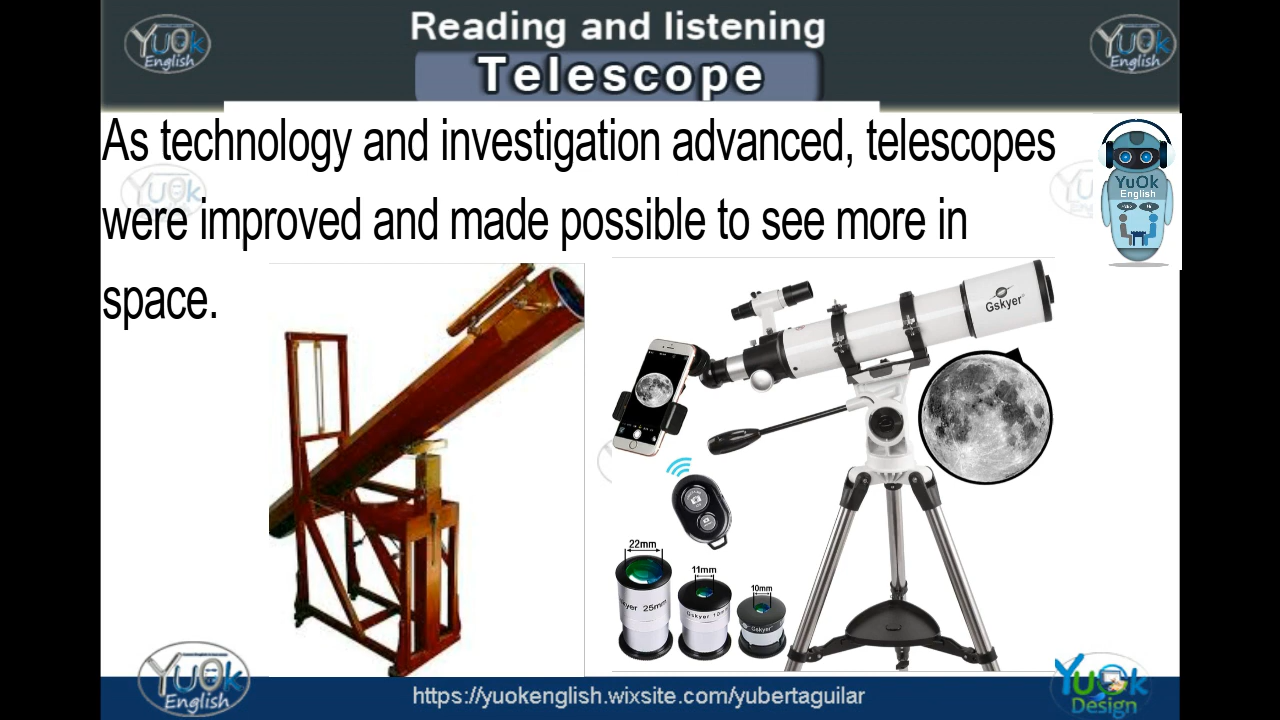 Reading and listening
Telescope
YuOk
English
YuOk
English
As technology and investigation advanced, telescopes
were improved and made possible to see more in
space.
YuOk
English
Gskyer
22mm
11mm
10mm
Gskyer
YuOk
English
https://yuokenglish.wixsite.com/yubertaguilar
YuOk
Design